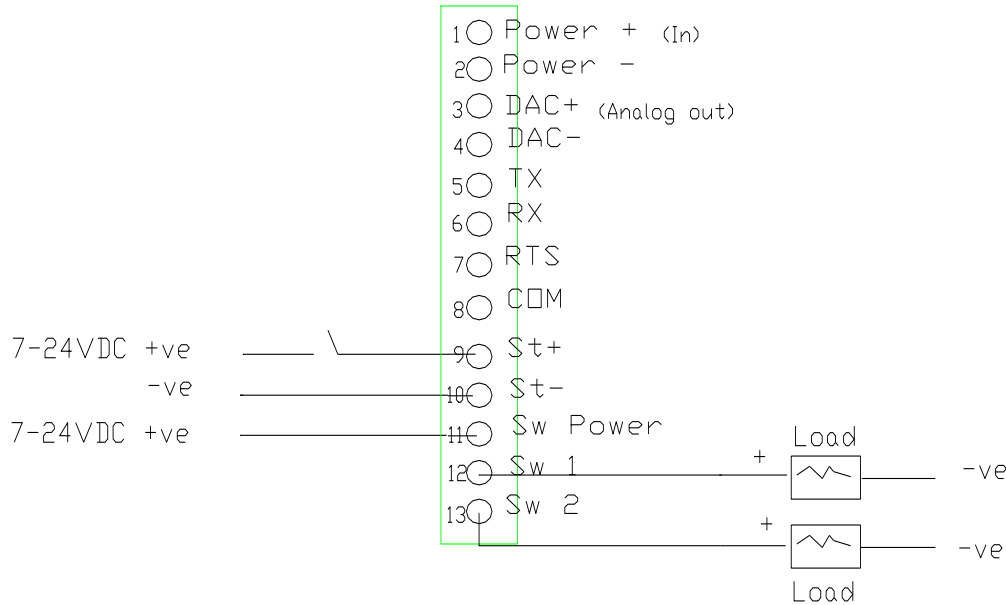 1 Power + (In)
2 Power -
3 DAC+ (Analog out)
4 DAC-
5 TX
6 RX
7 RTS
8 COM
7-24VDC +ve 9 St+
-ve 10 St-
7-24VDC +ve 11 Sw Power
Load
12 Sw 1 + -ve
13 Sw 2 + -ve
Load